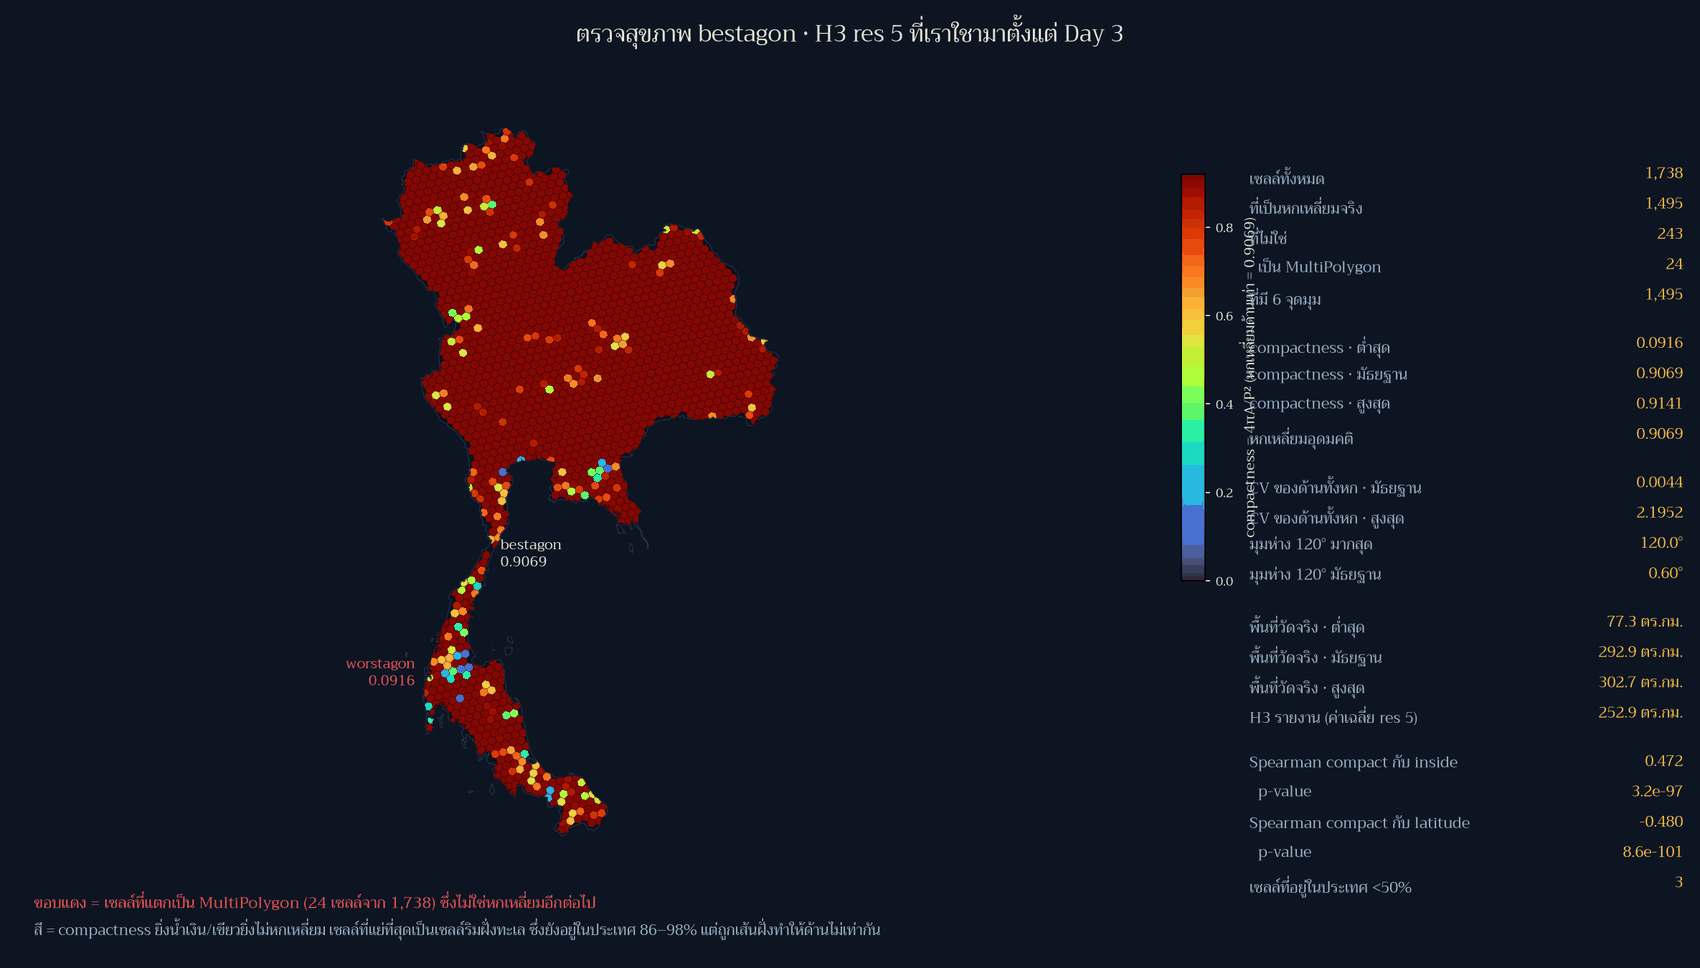 ตรวจสุขภาพ bestagon · H3 res 5 ที่เราใชามาตั้งแต่ Day 3
bestagon
0.9069
worstagon
0.0916
0.8
0.6
0.4
0.2
0.0
compactness 4πA/P² (หกเหลี่ยมด้านเท่า = 0.9069)
เซลล์ทั้งหมด 1,738
ที่เป็นหกเหลี่ยมจริง 1,495
ที่ไม่ใช่ 243
เป็น MultiPolygon 24
ที่มี 6 จุดมุม 1,495
compactness · ต่ำสุด 0.0916
compactness · มัธยฐาน 0.9069
compactness · สูงสุด 0.9141
หกเหลี่ยมอุดมคติ 0.9069
CV ของด้านทั้งหก · มัธยฐาน 0.0044
CV ของด้านทั้งหก · สูงสุด 2.1952
มุมห่าง 120° มากสุด 120.0°
มุมห่าง 120° มัธยฐาน 0.60°
พื้นที่วัดจริง · ต่ำสุด 77.3 ตร.กม.
พื้นที่วัดจริง · มัธยฐาน 292.9 ตร.กม.
พื้นที่วัดจริง · สูงสุด 302.7 ตร.กม.
H3 รายงาน (ค่าเฉลี่ย res 5) 252.9 ตร.กม.
Spearman compact กับ inside 0.472
p-value 3.2e-97
Spearman compact กับ latitude -0.480
p-value 8.6e-101
เซลล์ที่อยู่ในประเทศ <50% 3
ขอบแดง = เซลล์ที่แตกเป็น MultiPolygon (24 เซลล์จาก 1,738) ซึ่งไม่ใช่หกเหลี่ยมอีกต่อไป
สี = compactness ยิ่งน้ำเงิน/เขียวยิ่งไม่หกเหลี่ยม เซลล์ที่แย่ที่สุดเป็นเซลล์ริมฝั่งทะเล ซึ่งยังอยู่ในประเทศ 86–98% แต่ถูกเส้นฝั่งทำให้ด้านไม่เท่ากัน